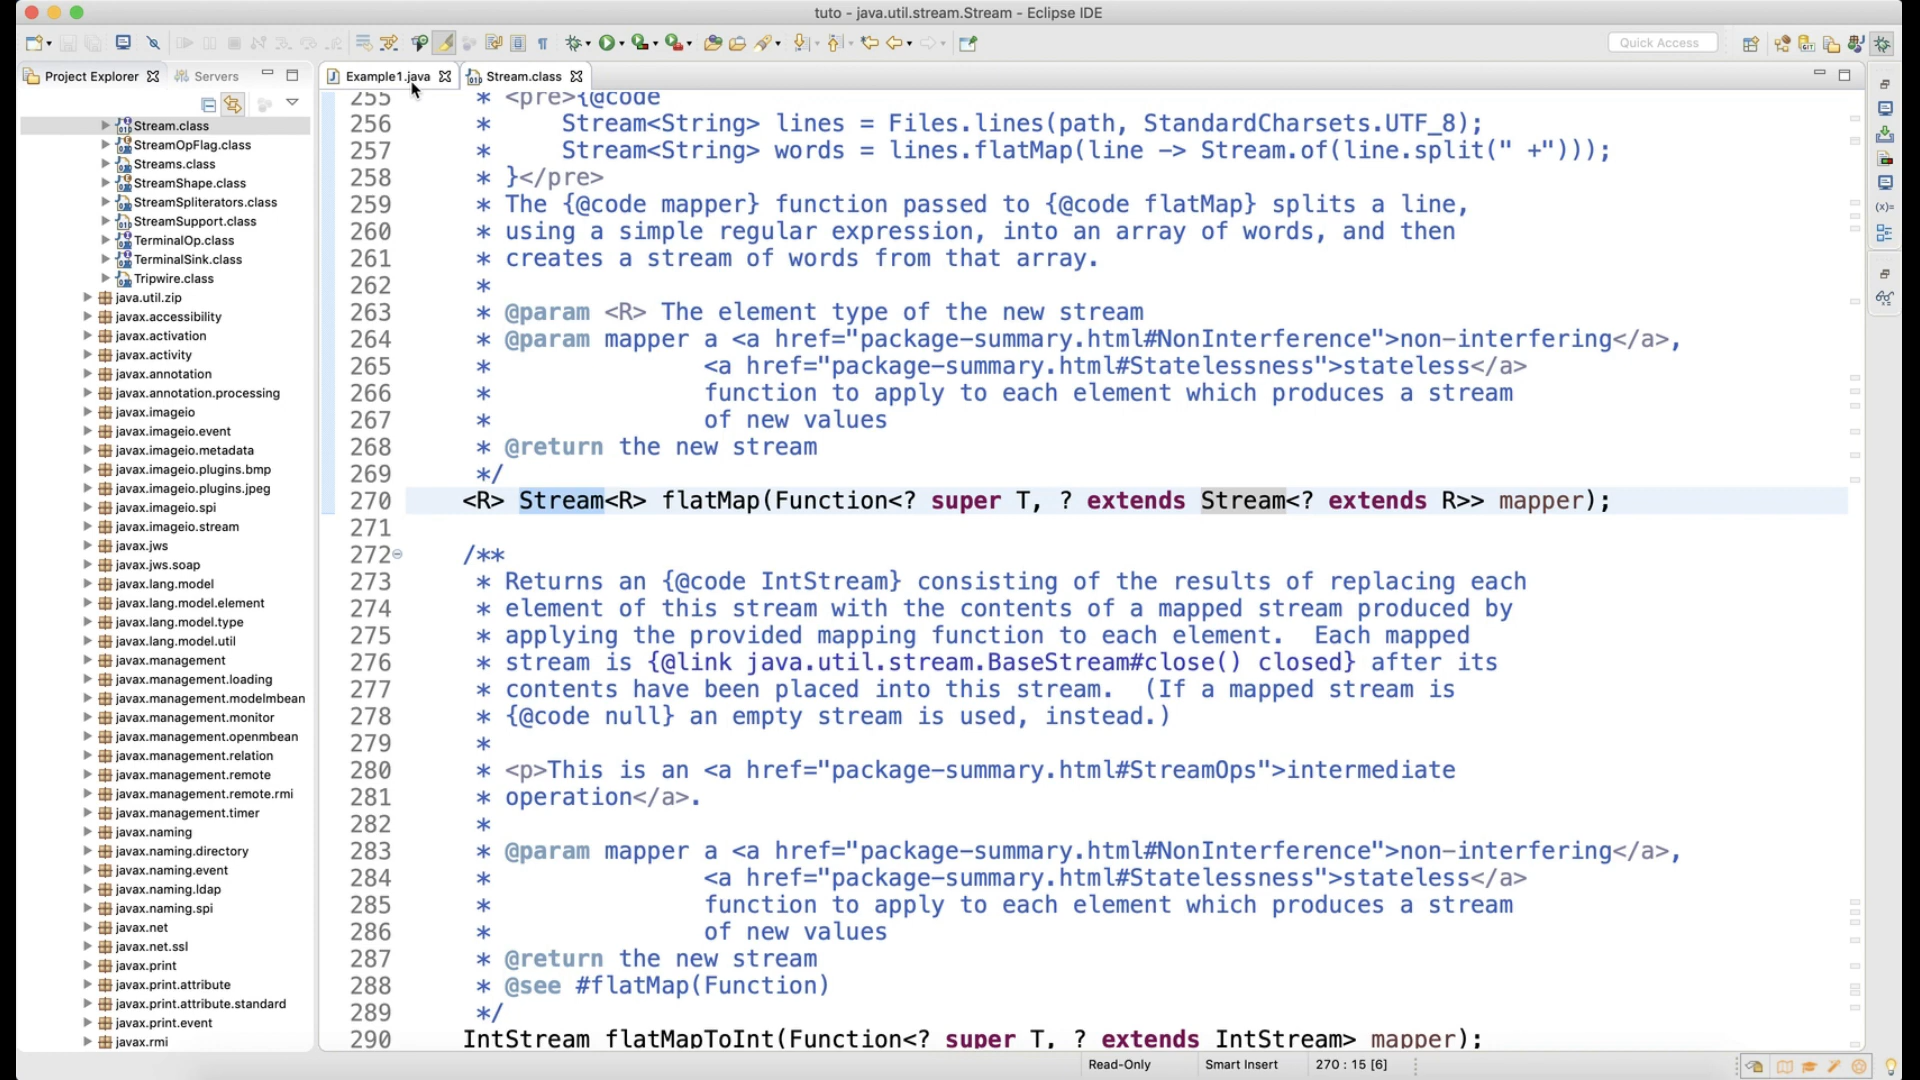 tuto - java.util.stream.Stream - Eclipse IDE
Quick Access
Project Explorer
Servers
Example1.java
Stream.class
Stream.class
StreamOpFlag.class
Streams.class
StreamShape.class
StreamSpliterators.class
StreamSupport.class
TerminalOp.class
TerminalSink.class
Tripwire.class
java.util.zip
javax.accessibility
javax.activation
javax.activity
javax.annotation
javax.annotation.processing
javax.imageio
javax.imageio.event
javax.imageio.metadata
javax.imageio.plugins.bmp
javax.imageio.plugins.jpeg
javax.imageio.spi
javax.imageio.stream
javax.jws
javax.jws.soap
javax.lang.model
javax.lang.model.element
javax.lang.model.type
javax.lang.model.util
javax.management
javax.management.loading
javax.management.modelmbean
javax.management.monitor
javax.management.openmbean
javax.management.relation
javax.management.remote
javax.management.remote.rmi
javax.management.timer
javax.naming
javax.naming.directory
javax.naming.event
javax.naming.ldap
javax.naming.spi
javax.net
javax.net.ssl
javax.print
javax.print.attribute
javax.print.attribute.standard
javax.print.event
javax.rmi
255 * <pre>{@code
256 * Stream<String> lines = Files.lines(path, StandardCharsets.UTF_8);
257 * Stream<String> words = lines.flatMap(line -> Stream.of(line.split(" +")));
258 * }</pre>
259 * The {@code mapper} function passed to {@code flatMap} splits a line,
260 * using a simple regular expression, into an array of words, and then
261 * creates a stream of words from that array.
262 *
263 * @param <R> The element type of the new stream
264 * @param mapper a <a href="package-summary.html#NonInterference">non-interfering</a>,
265 * <a href="package-summary.html#Statelessness">stateless</a>
266 * function to apply to each element which produces a stream
267 * of new values
268 * @return the new stream
269 */
270 <R> Stream<R> flatMap(Function<? super T, ? extends Stream<? extends R>> mapper);
271
272 /**
273 * Returns an {@code IntStream} consisting of the results of replacing each
274 * element of this stream with the contents of a mapped stream produced by
275 * applying the provided mapping function to each element.  Each mapped
276 * stream is {@link java.util.stream.BaseStream#close() closed} after its
277 * contents have been placed into this stream.  (If a mapped stream is
278 * {@code null} an empty stream is used, instead.)
279 *
280 * <p>This is an <a href="package-summary.html#StreamOps">intermediate
281 * operation</a>.
282 *
283 * @param mapper a <a href="package-summary.html#NonInterference">non-interfering</a>,
284 * <a href="package-summary.html#Statelessness">stateless</a>
285 * function to apply to each element which produces a stream
286 * of new values
287 * @return the new stream
288 * @see #flatMap(Function)
289 */
290 IntStream flatMapToInt(Function<? super T, ? extends IntStream> mapper);
Read-Only
Smart Insert
270 : 15 [6]